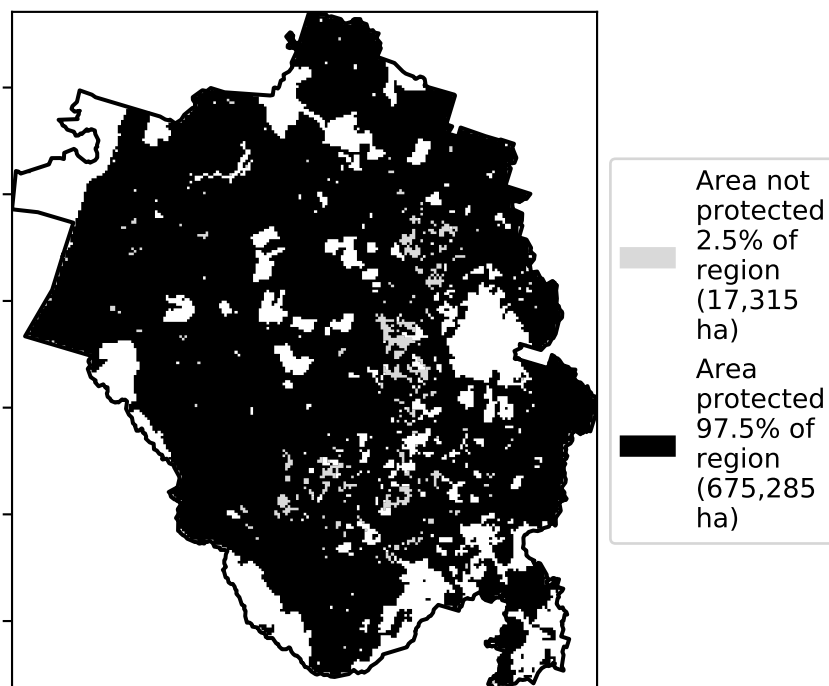 Area not
protected
2.5% of
region
(17,315
ha)
Area
protected
97.5% of
region
(675,285
ha)